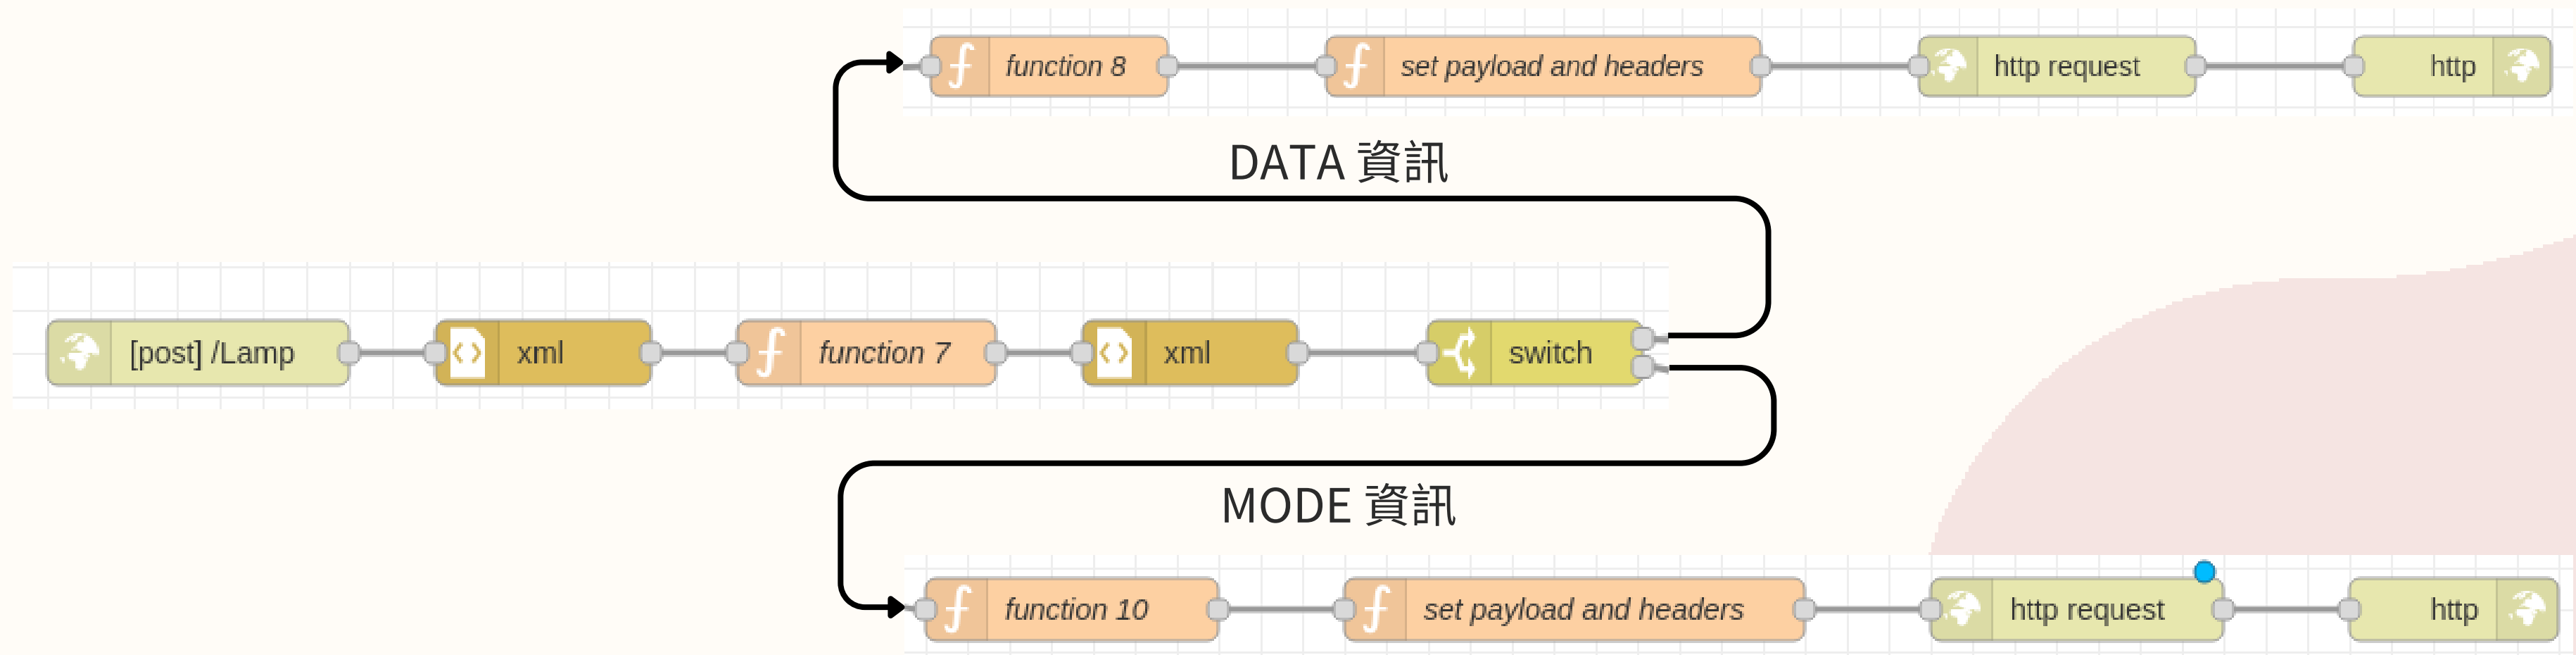 function 8
set payload and headers
http request
http
DATA 資訊
[post] /Lamp
xml
function 7
xml
switch
MODE 資訊
function 10
set payload and headers
http request
http